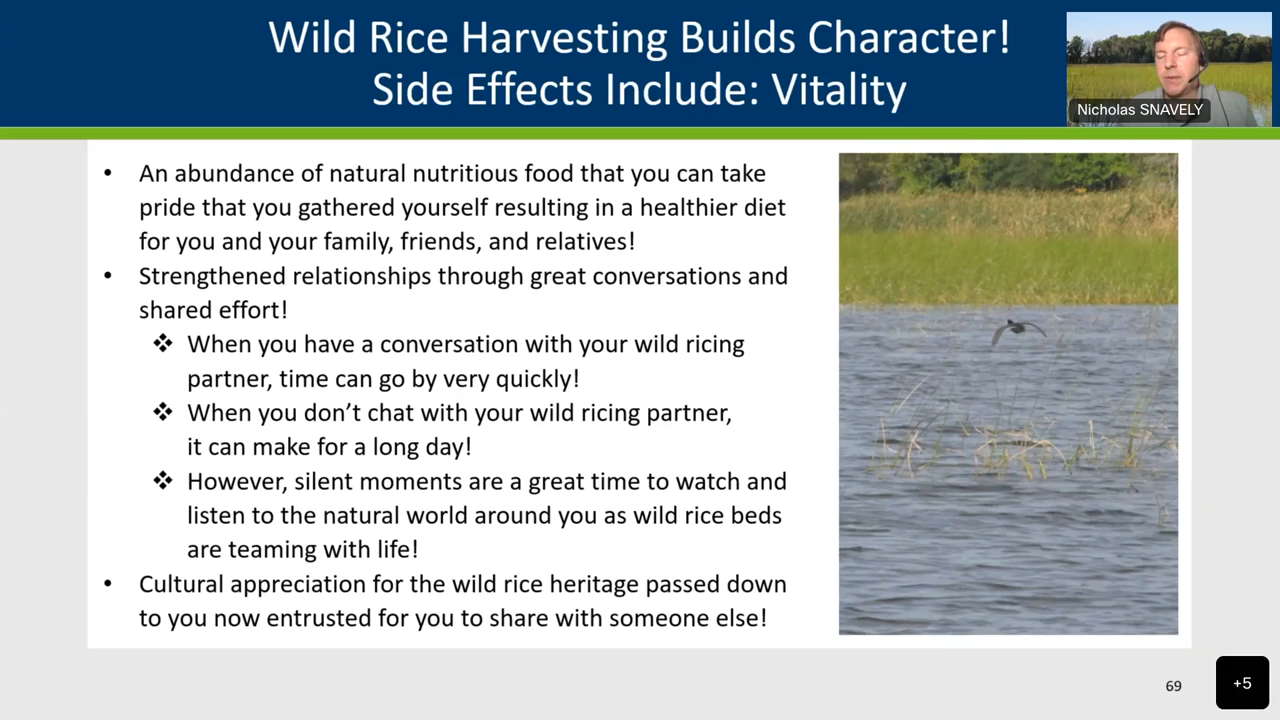 Wild Rice Harvesting Builds Character!
Side Effects Include: Vitality
Nicholas SNAVELY
• An abundance of natural nutritious food that you can take
pride that you gathered yourself resulting in a healthier diet
for you and your family, friends, and relatives!
• Strengthened relationships through great conversations and
shared effort!
❖ When you have a conversation with your wild ricing
partner, time can go by very quickly!
❖ When you don’t chat with your wild ricing partner,
it can make for a long day!
❖ However, silent moments are a great time to watch and
listen to the natural world around you as wild rice beds
are teaming with life!
• Cultural appreciation for the wild rice heritage passed down
to you now entrusted for you to share with someone else!
69
+5